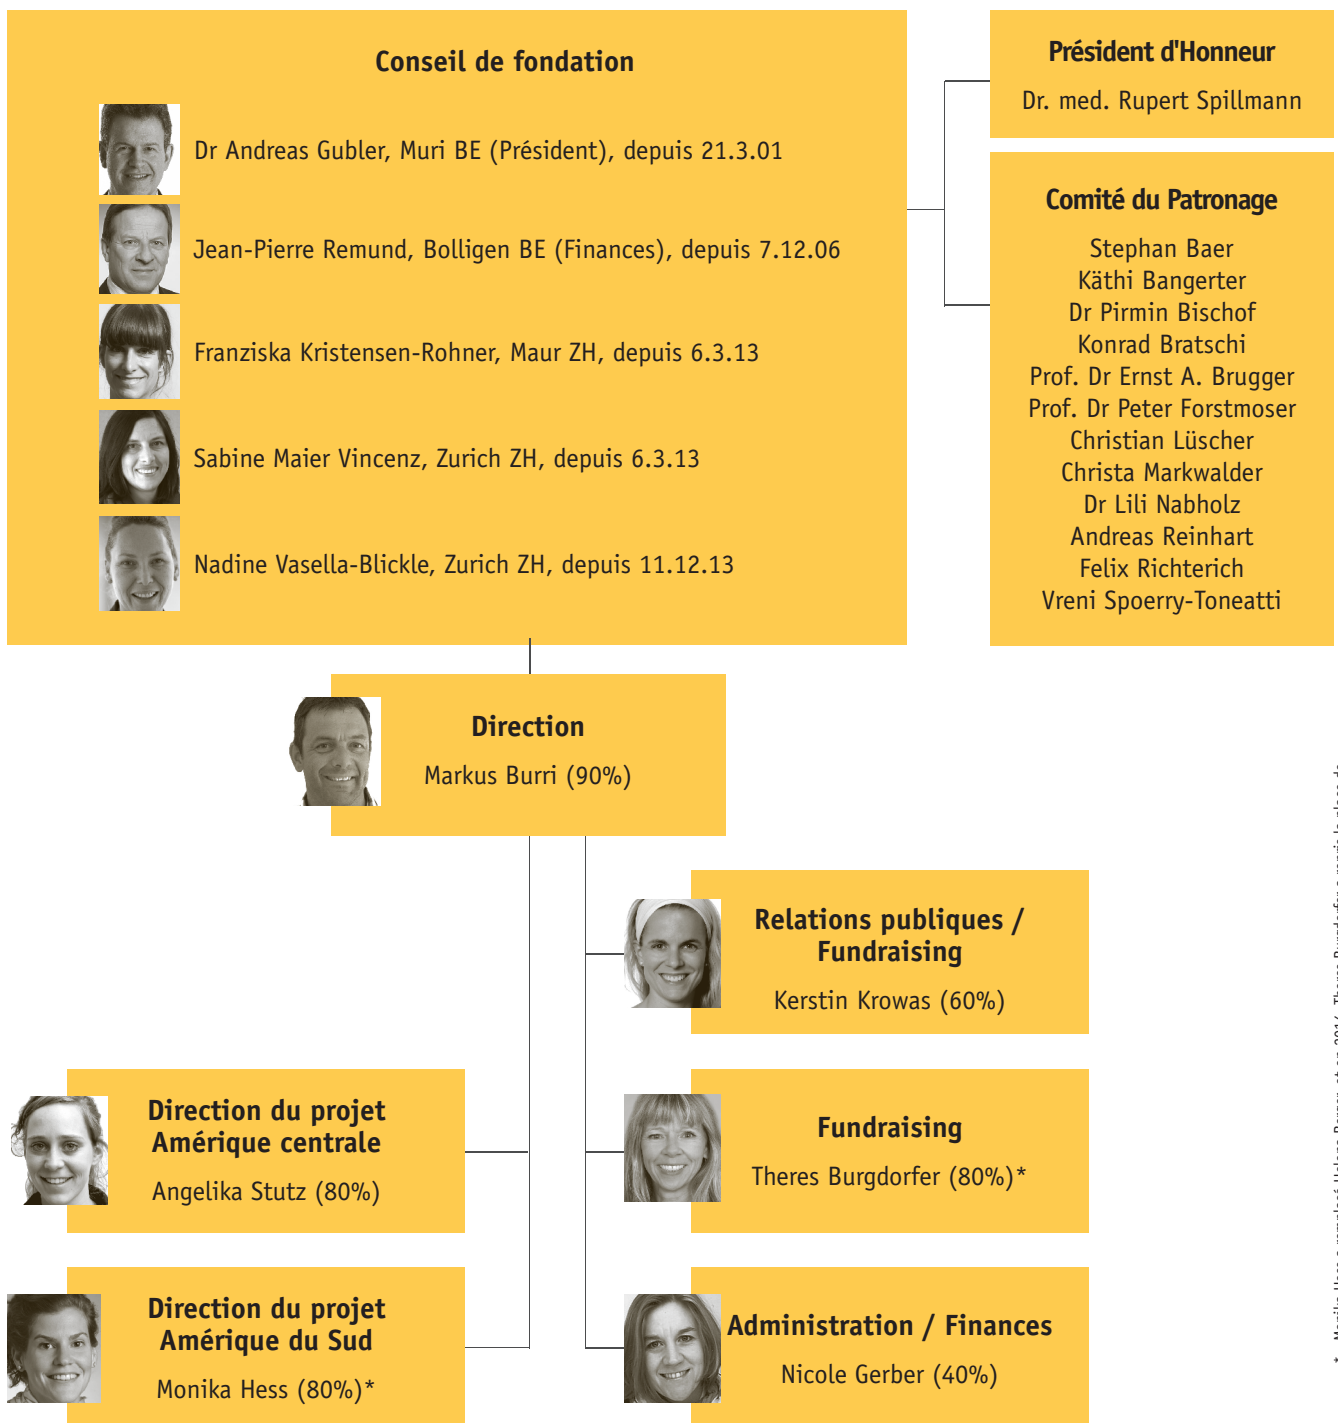 Conseil de fondation
Dr Andreas Gubler, Muri BE (Président), depuis 21.3.01
Jean-Pierre Remund, Bolligen BE (Finances), depuis 7.12.06
Franziska Kristensen-Rohner, Maur ZH, depuis 6.3.13
Sabine Maier Vincenz, Zurich ZH, depuis 6.3.13
Nadine Vasella-Blickle, Zurich ZH, depuis 11.12.13
Président d'Honneur
Dr. med. Rupert Spillmann
Comité du Patronage
Stephan Baer
Käthi Bangerter
Dr Pirmin Bischof
Konrad Bratschi
Prof. Dr Ernst A. Brugger
Prof. Dr Peter Forstmoser
Christian Lüscher
Christa Markwalder
Dr Lili Nabholz
Andreas Reinhart
Felix Richterich
Vreni Spoerry-Toneatti
Direction
Markus Burri (90%)
Relations publiques /
Fundraising
Kerstin Krowas (60%)
Direction du projet
Amérique centrale
Angelika Stutz (80%)
Fundraising
Theres Burgdorfer (80%)*
Direction du projet
Amérique du Sud
Monika Hess (80%)*
Administration / Finances
Nicole Gerber (40%)